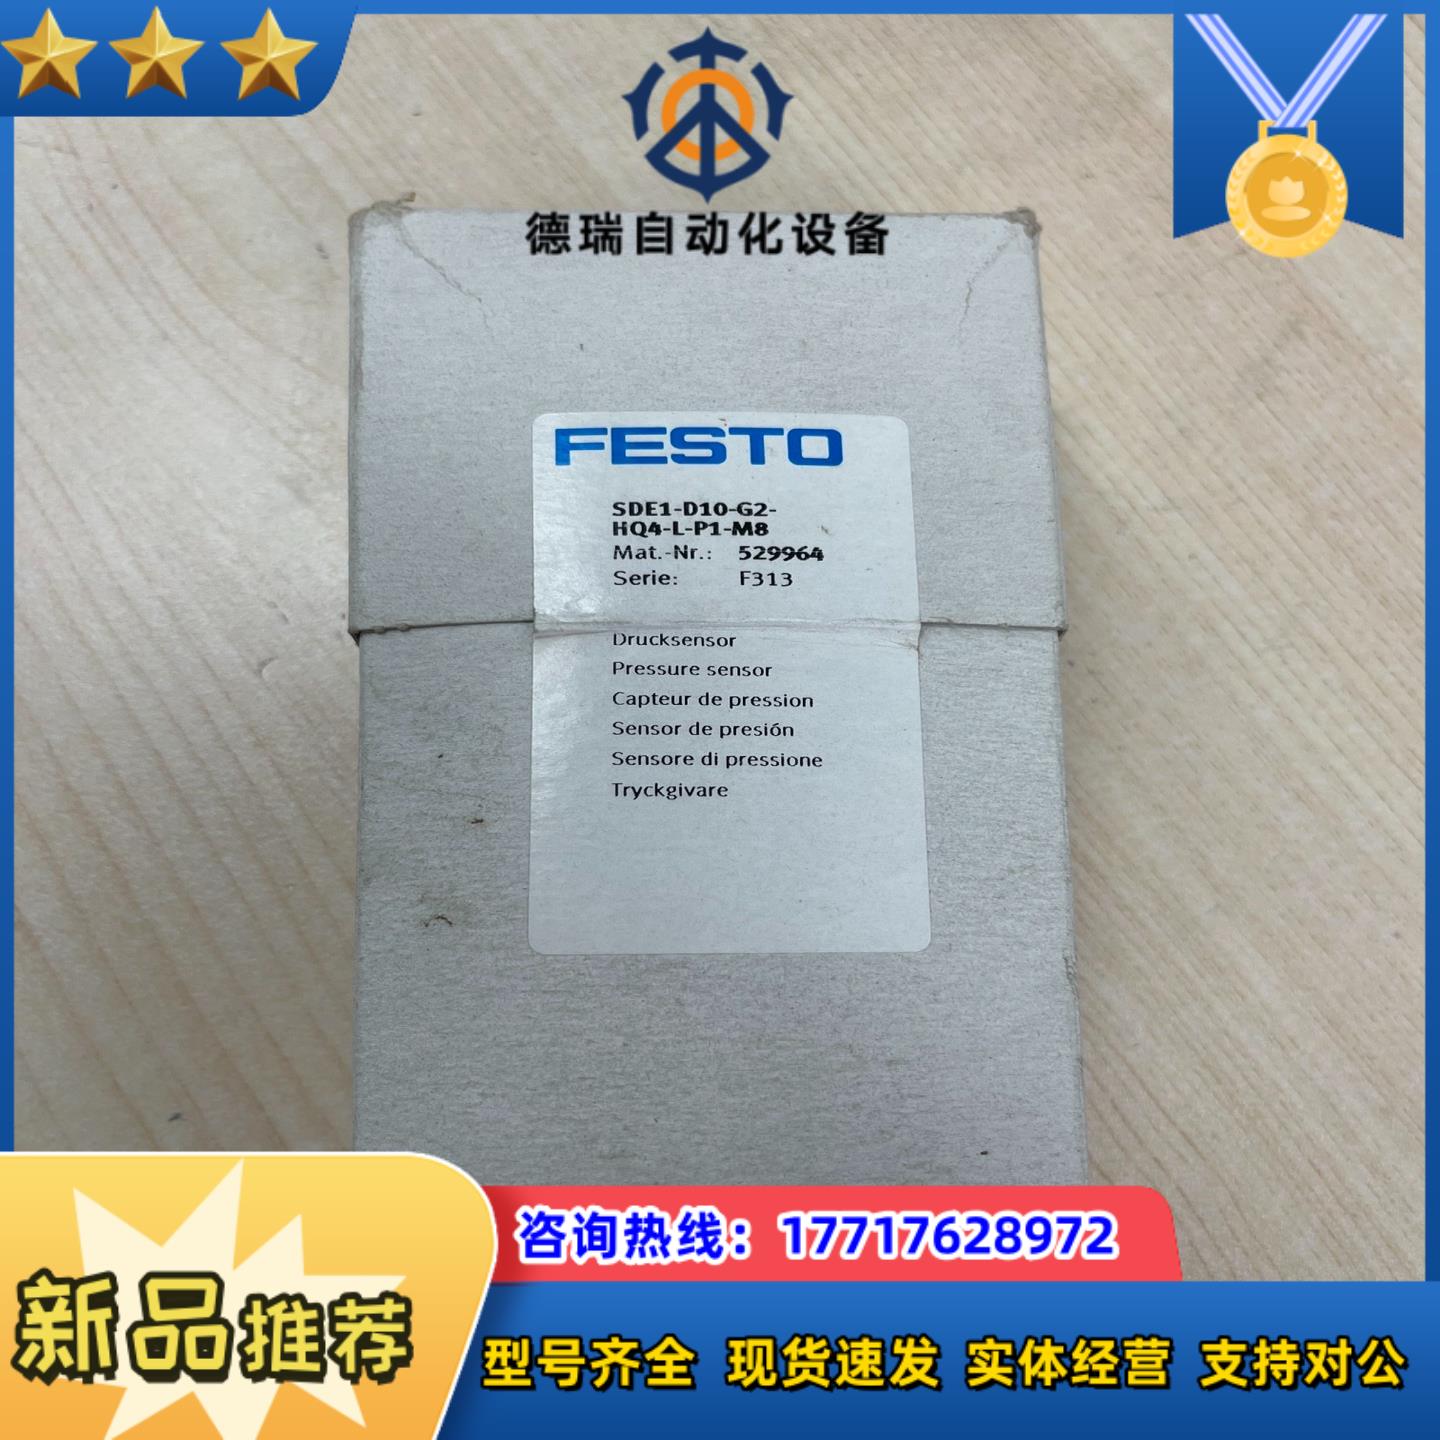 德瑞自动化设备
FESTO
SDE1-D10-G2-
HQ4-L-P1-M8
Mat.-Nr.: 529964
Serie: F313
Drucksensor
Pressure sensor
Capteur de pression
Sensor de presión
Sensore di pressione
Tryckgivare
咨询热线：17717628972
新品推荐
型号齐全 现货速发 实体经营 支持对公